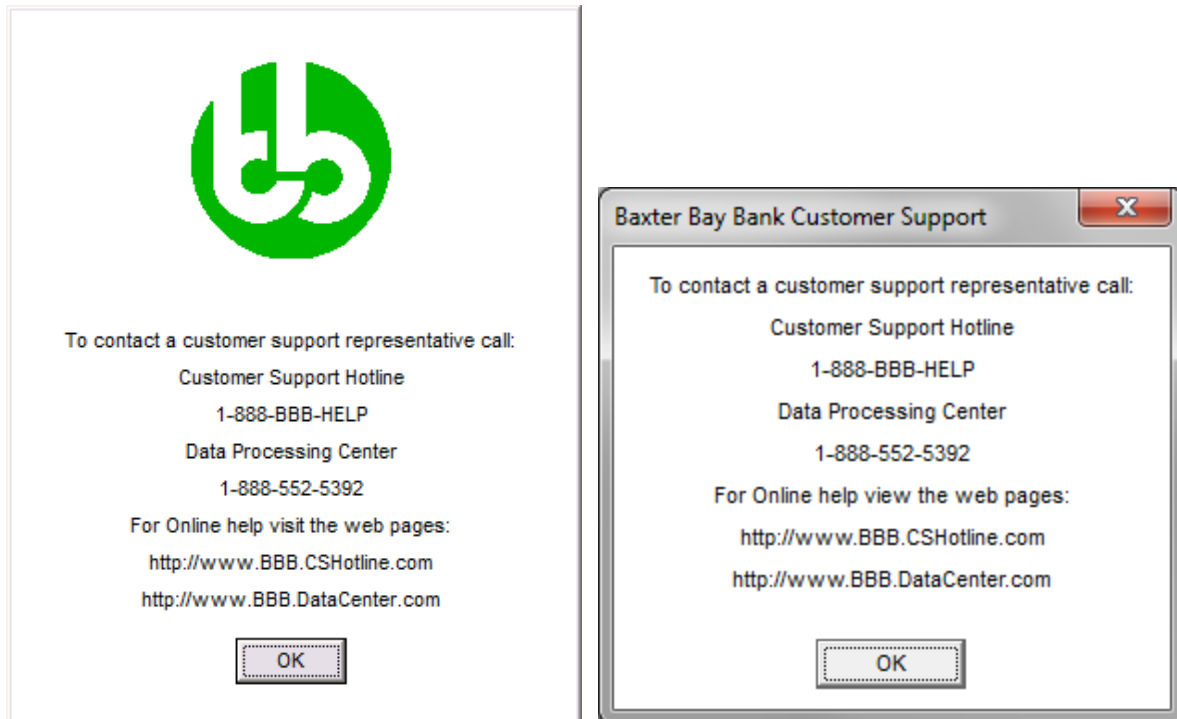 To contact a customer support representative call:
Customer Support Hotline
1-888-BBB-HELP
Data Processing Center
1-888-552-5392
For Online help visit the web pages:
http://www.BBB.CSHotline.com
http://www.BBB.DataCenter.com
OK
Baxter Bay Bank Customer Support
To contact a customer support representative call:
Customer Support Hotline
1-888-BBB-HELP
Data Processing Center
1-888-552-5392
For Online help view the web pages:
http://www.BBB.CSHotline.com
http://www.BBB.DataCenter.com
OK